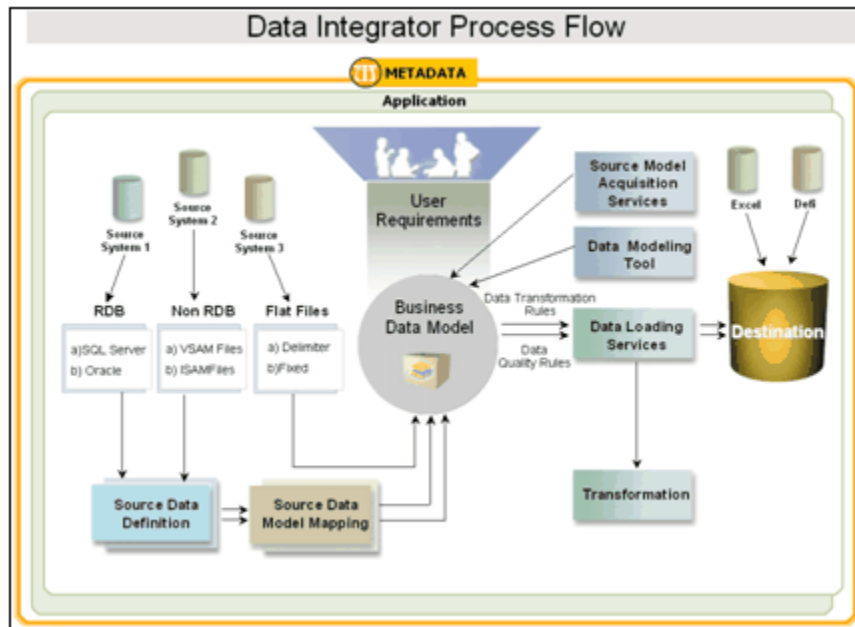 Data Integrator Process Flow
METADATA
Application
User
Requirements
Source
System 1
Source
System 2
Source
System 3
Source Model
Acquisition
Services
Data Modeling
Tool
Excel
Defi
RDB
a)SQL Server
b) Oracle
Non RDB
a) VSAM Files
b) ISAMFiles
Flat Files
a) Delimiter
b)Fixed
Business
Data Model
Data Transformation
Rules
Data
Quality Rules
Data Loading
Services
Destination
Source Data
Definition
Source Data
Model Mapping
Transformation